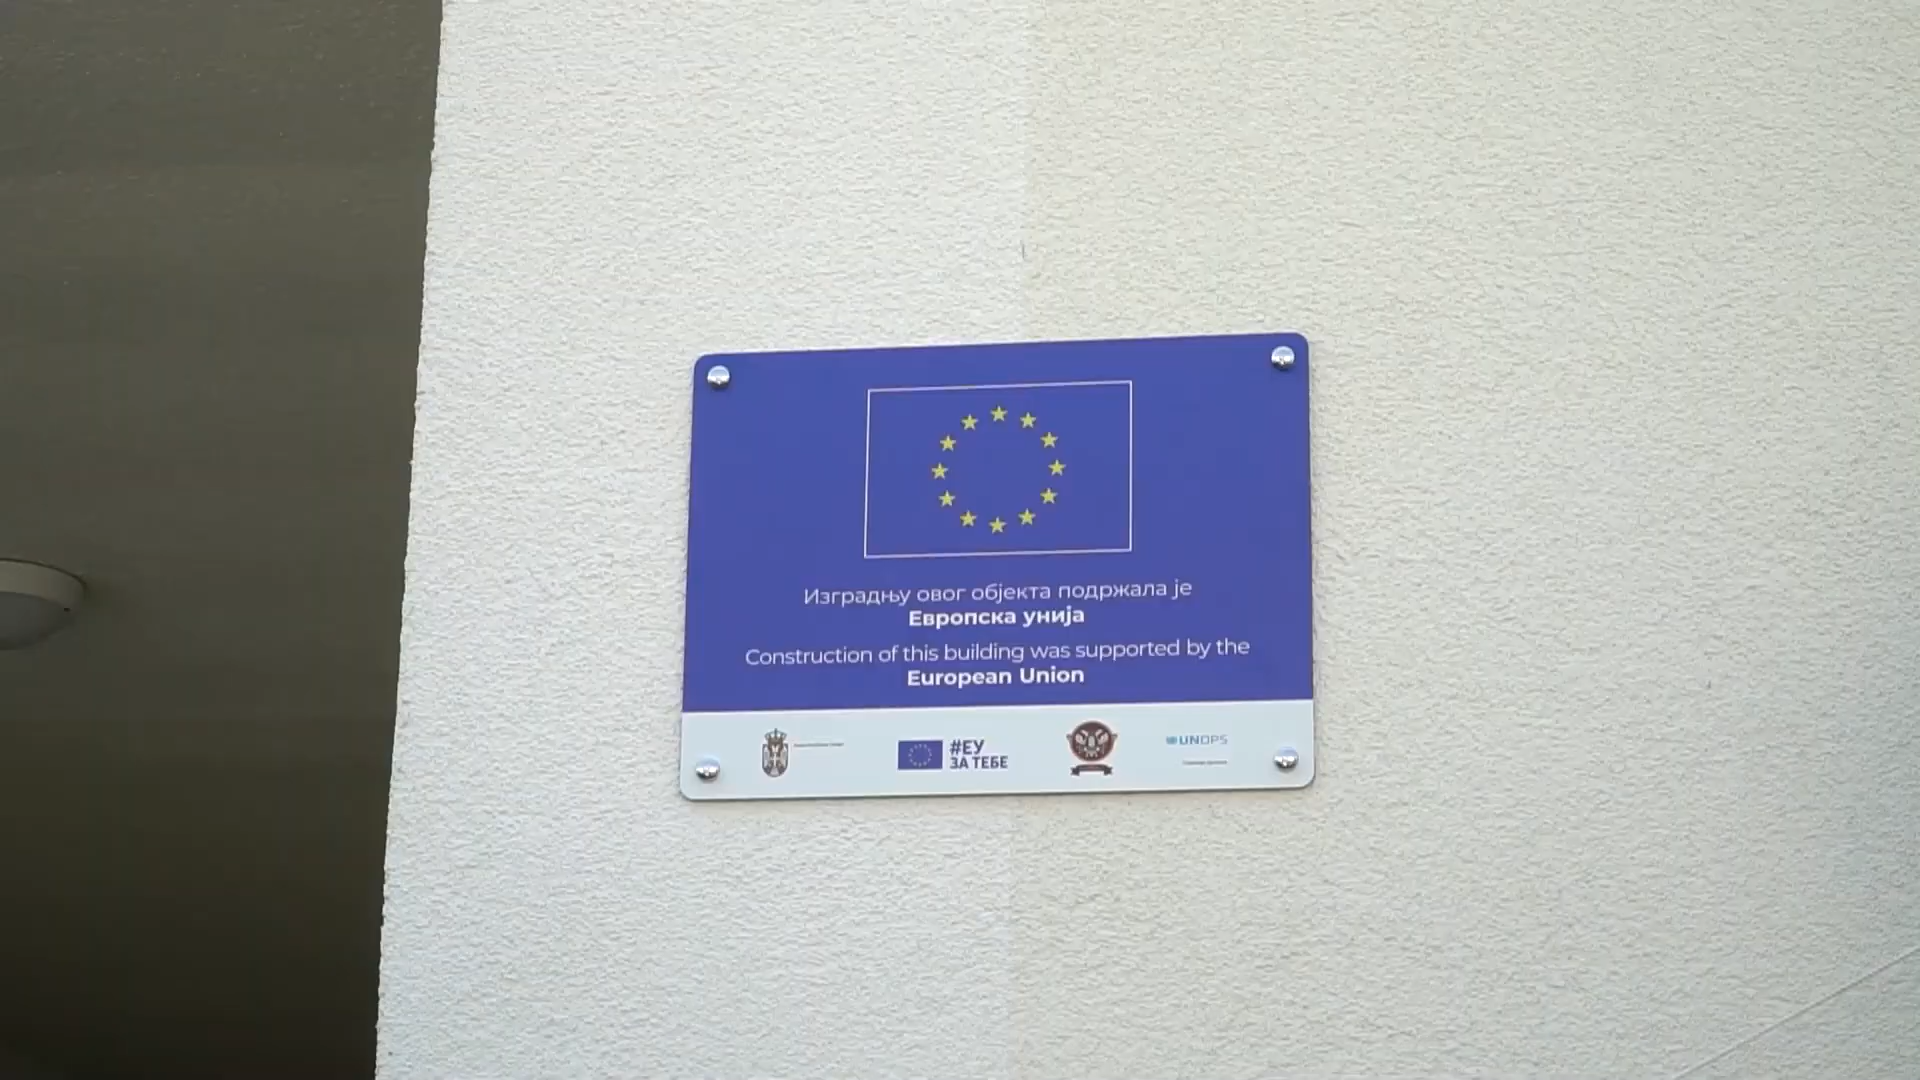 Изградњу овог објекта подржала је
Европска унија
Construction of this building was supported by the
European Union
#ЕУ
ЗА ТЕБЕ
UNOPS